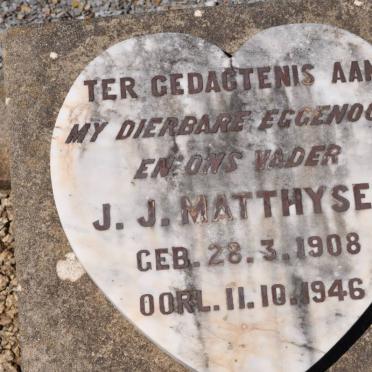 TER GEDAGTENIS AAN
MY DIERBARE EGGENOO
EN ONS VADER
J. J. MATTHYSE
GEB. 28. 3. 1908
OORL. 11. 10. 1946